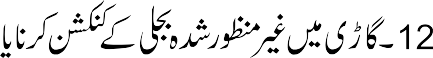 12۔گاڑی میں غیر منظور شدہ بجلی کے کنکشن کرنا یا